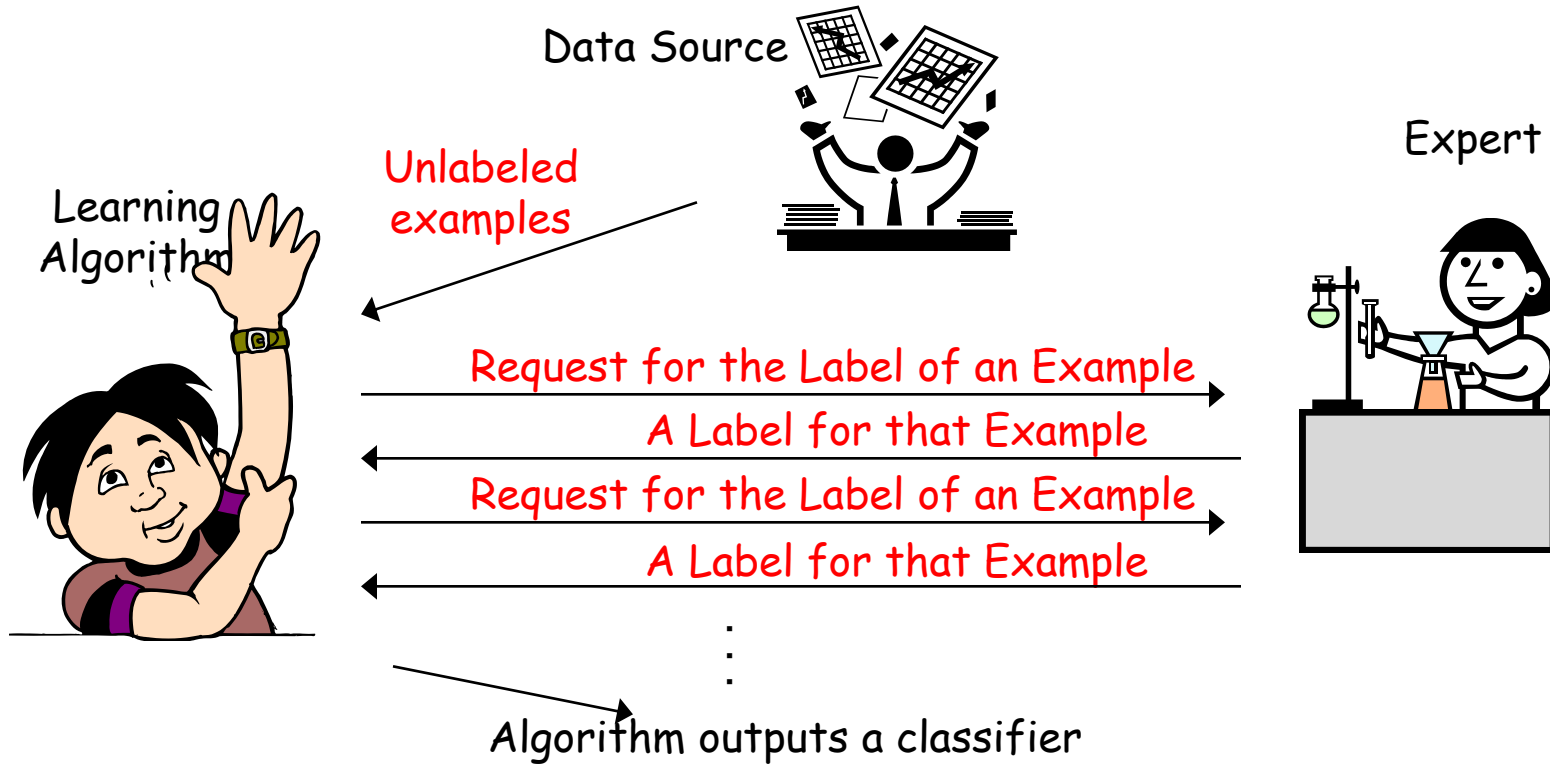 Data Source
Expert
Unlabeled
examples
Learning
Algorithm
Request for the Label of an Example
A Label for that Example
Request for the Label of an Example
A Label for that Example
.
.
.
Algorithm outputs a classifier